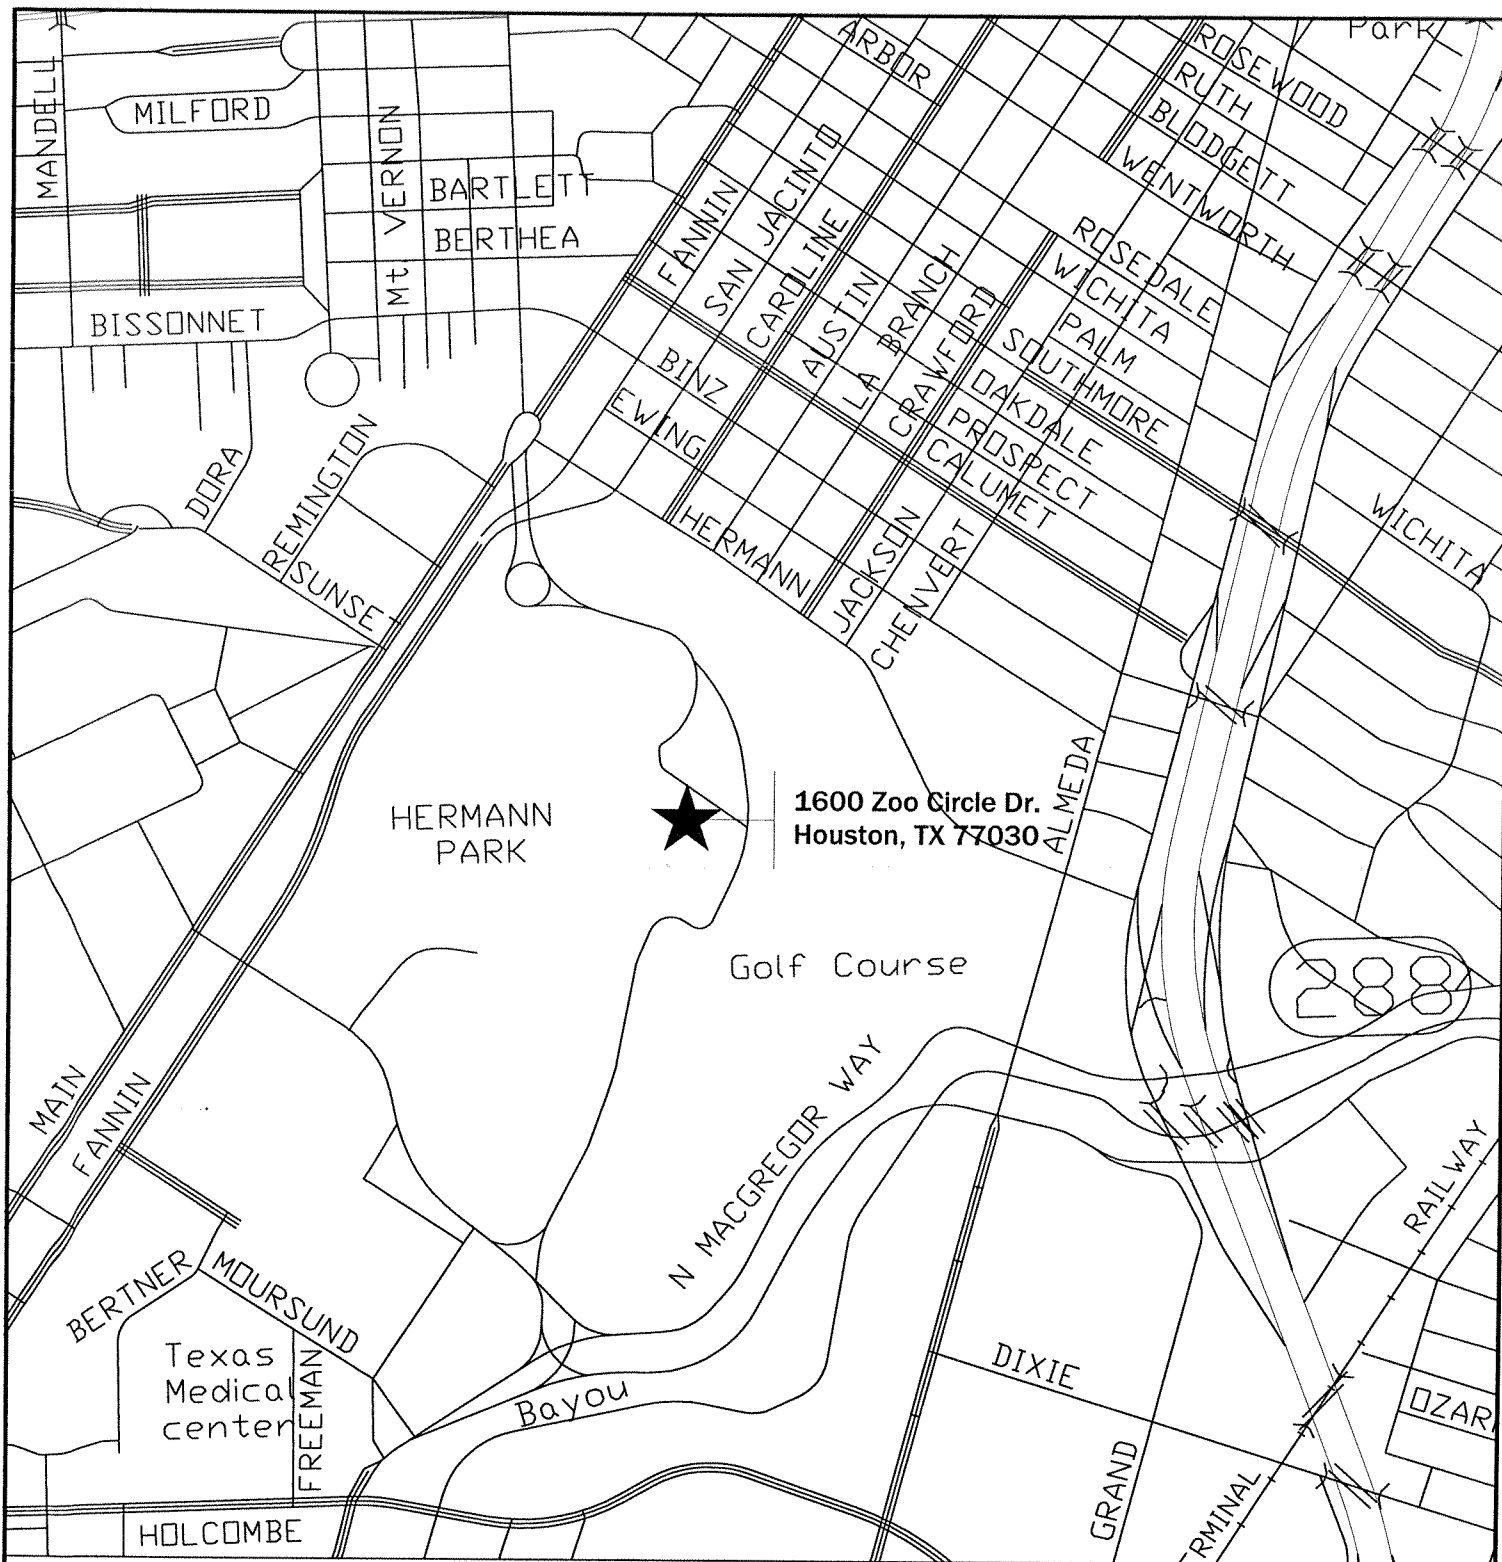 Park
ARBOR
ROSEWOOD
RUTH
BLODGETT
WENTWORTH
MANDELL
MILFORD
Mt. VERNON
BARTLETT
BERTHEA
BISSONNET
FANNIN
SAN JACINTO
CAROLINE
AUSTIN
LA BRANCH
CRAWFORD
ROSEDALE
WICHITA
PALM
SOUTHMORE
OAKDALE
PROSPECT
CALUMET
BINZ
EWING
HERMANN
JACKSON
CHENVERT
WICHITA
DORA
REMINGTON
SUNSE
HERMANN
PARK
1600 Zoo Circle Dr.
Houston, TX 77030
ALMEDA
Golf Course
288
MAIN
FANNIN
N MACGREGOR WAY
RAILWAY
BERTNER
MOURSUND
Texas
Medical
center
FREEMAN
Bayou
DIXIE
OZAR
GRAND
ERMINAL
HOLCOMBE